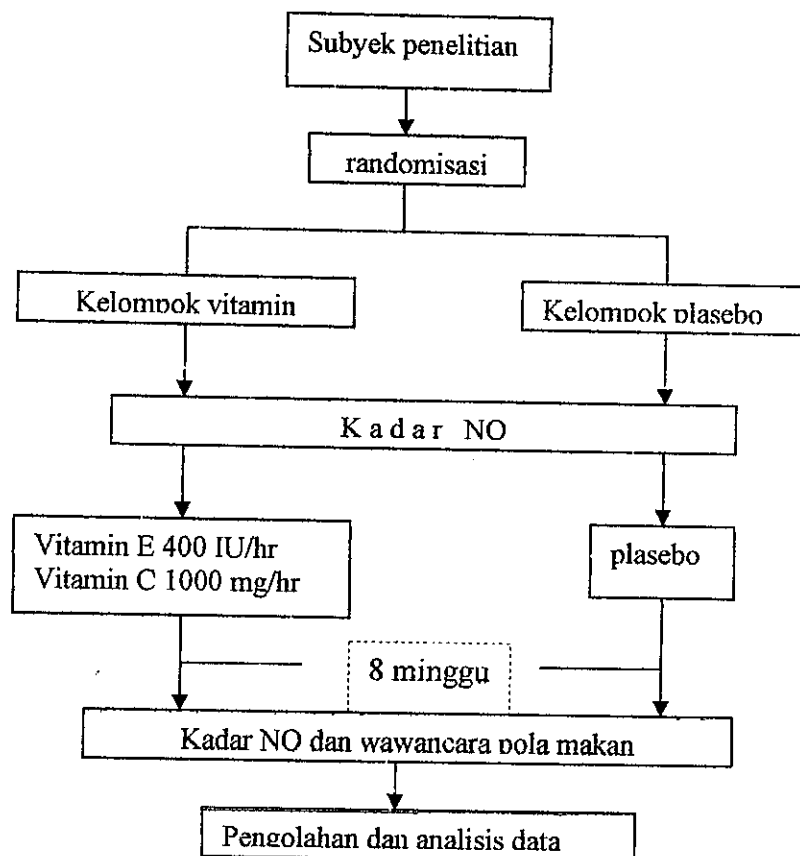 Subyek penelitian
randomisasi
Kelompok vitamin
Kelompok plasebo
Kadar NO
Vitamin E 400 IU/hr
Vitamin C 1000 mg/hr
plasebo
8 minggu
Kadar NO dan wawancara pola makan
Pengolahan dan analisis data